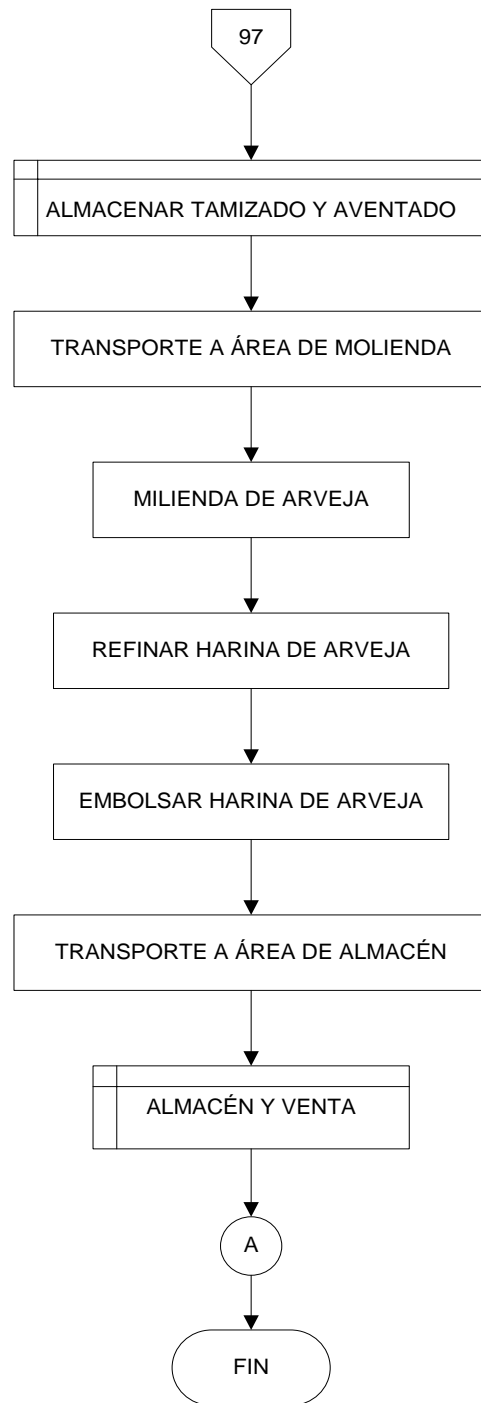 97
ALMACENAR TAMIZADO Y AVENTADO
TRANSPORTE A ÁREA DE MOLIENDA
MILIENDA DE ARVEJA
REFINAR HARINA DE ARVEJA
EMBOLSAR HARINA DE ARVEJA
TRANSPORTE A ÁREA DE ALMACÉN
ALMACÉN Y VENTA
A
FIN